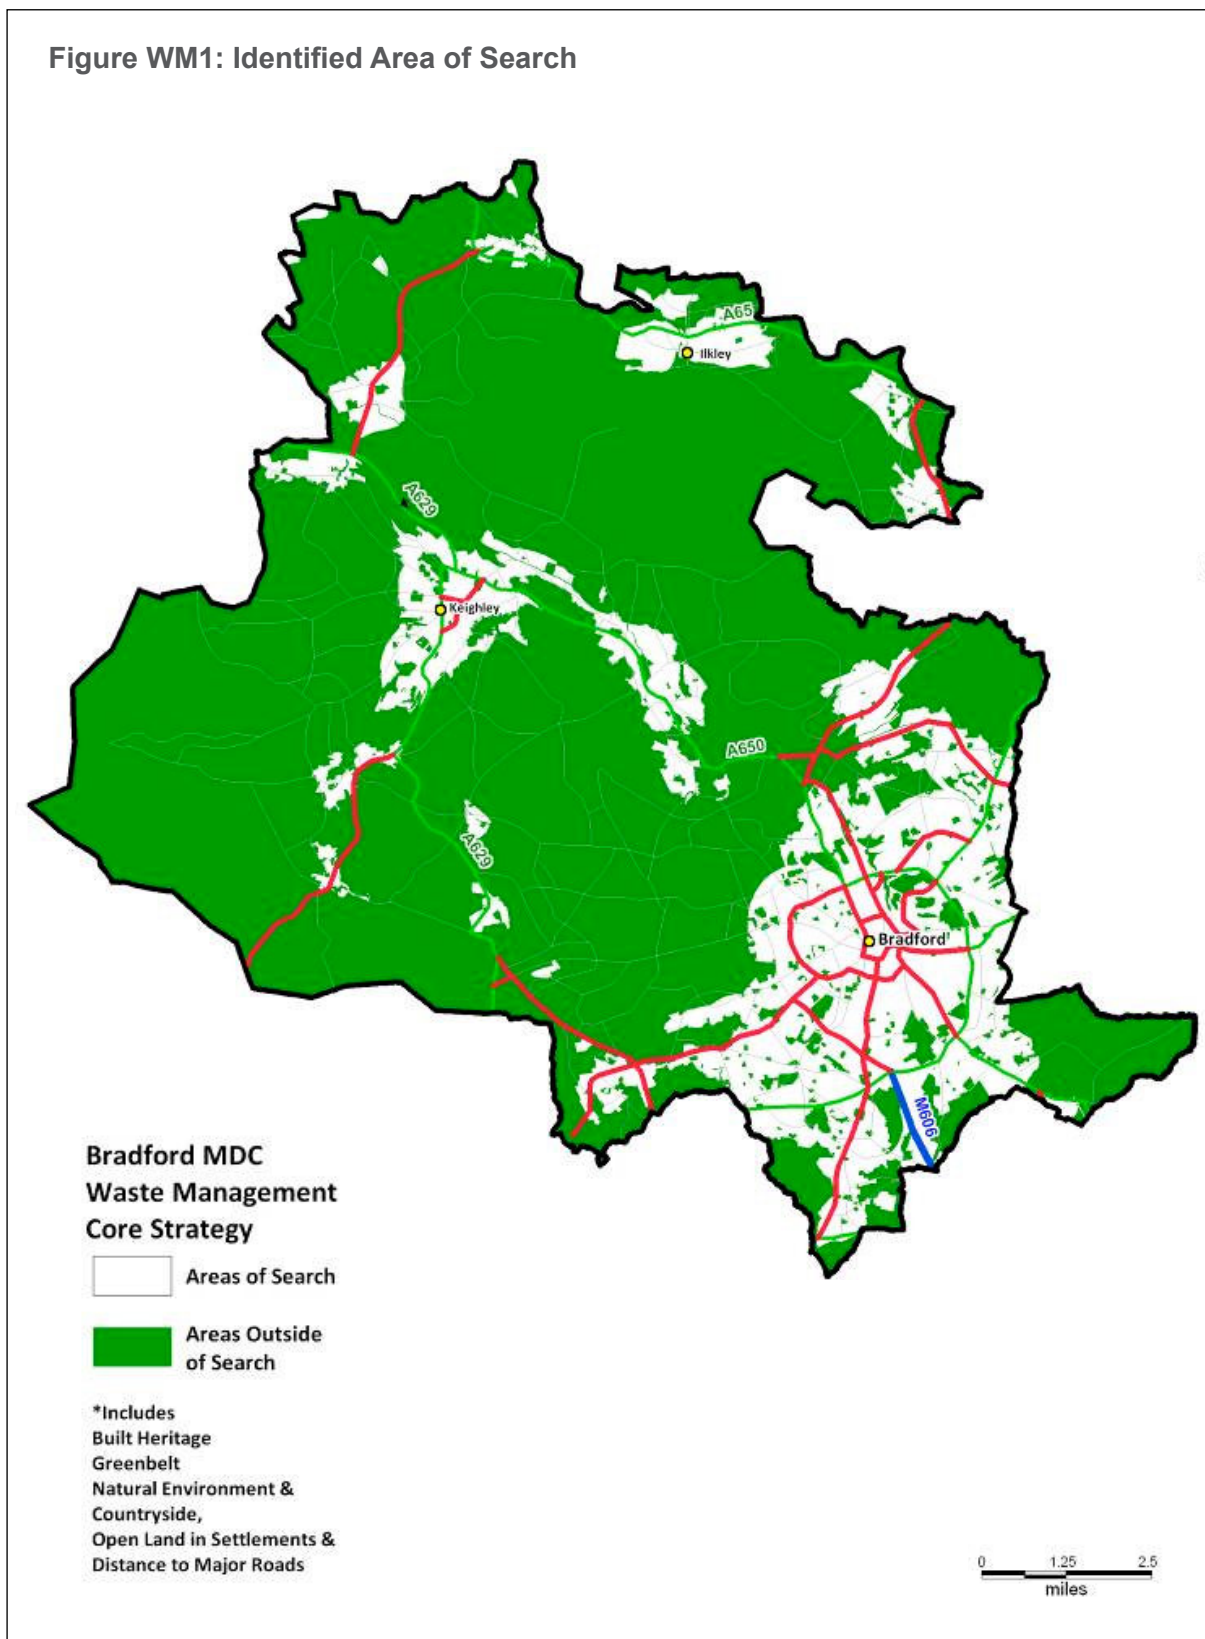 Figure WM1: Identified Area of Search
A65
Ilkley
A629
Keighley
A650
A629
Bradford
M606
Bradford MDC
Waste Management
Core Strategy
Areas of Search
Areas Outside
of Search
*Includes
Built Heritage
Greenbelt
Natural Environment &
Countryside,
Open Land in Settlements &
Distance to Major Roads
0 1.25 2.5
miles